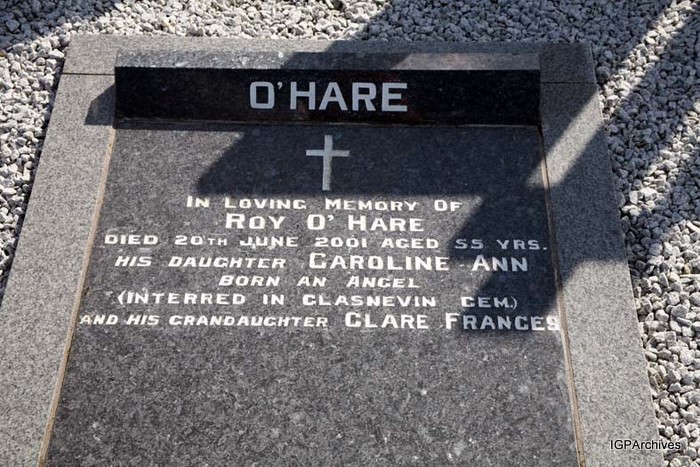 O'HARE
IN LOVING MEMORY OF
ROY O'HARE
DIED 20TH JUNE 2001 AGED 55 YRS.
HIS DAUGHTER CAROLINE-ANN
BORN AN ANGEL
(INTERRED IN GLASNEVIN CEM.)
AND HIS GRANDAUGHTER CLARE FRANCES
IGPArchives